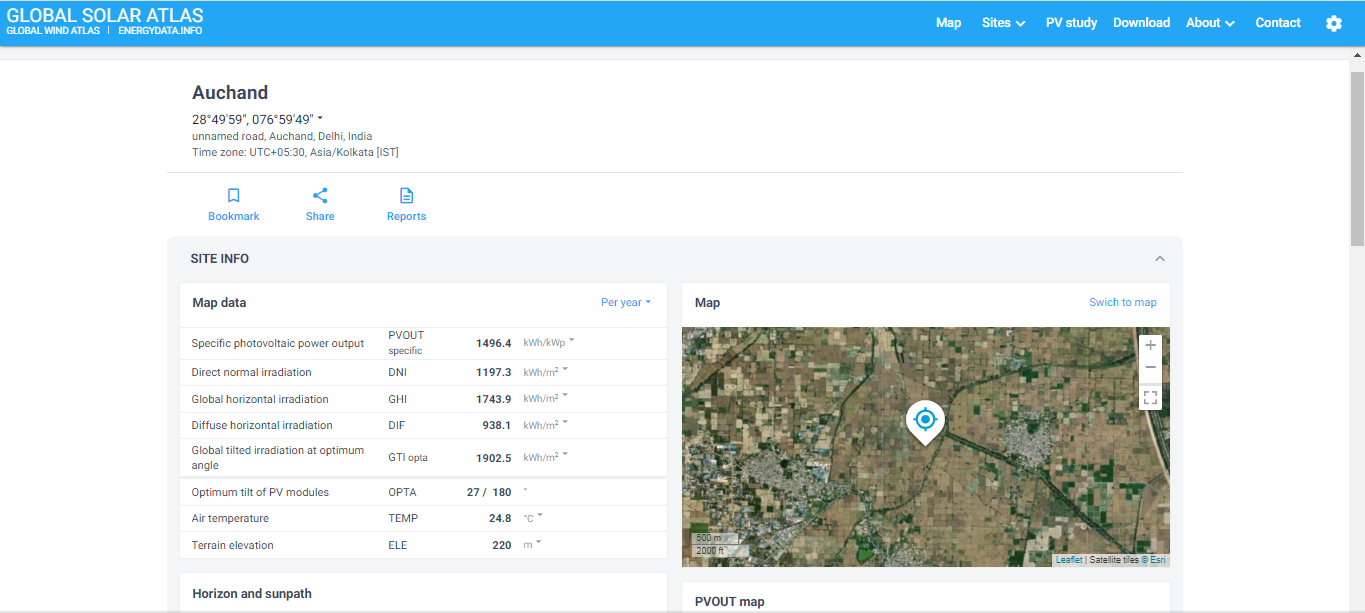 GLOBAL SOLAR ATLAS
GLOBAL WIND ATLAS | ENERGYDATA.INFO
Map Sites PV study Download About Contact
Auchand
28°49'59", 076°59'49"
unnamed road, Auchand, Delhi, India
Time zone: UTC+05:30, Asia/Kolkata [IST]
Bookmark Share Reports
SITE INFO
Map data Per year
Specific photovoltaic power output PVOUT specific 1496.4 kWh/kWp
Direct normal irradiation DNI 1197.3 kWh/m²
Global horizontal irradiation GHI 1743.9 kWh/m²
Diffuse horizontal irradiation DIF 938.1 kWh/m²
Global tilted irradiation at optimum angle GTI opta 1902.5 kWh/m²
Optimum tilt of PV modules OPTA 27 / 180 °
Air temperature TEMP 24.8 °C
Terrain elevation ELE 220 m
Horizon and sunpath
Map Swich to map
+
−
500 m
2000 ft
Leaflet | Satellite tiles © Esri
PVOUT map